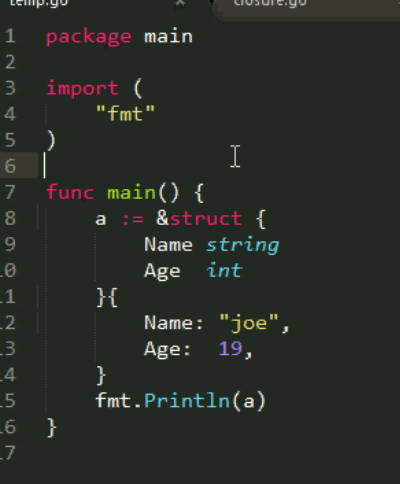 temp.go × closure.go
1 package main
2
3 import (
4 "fmt"
5 )
6
7 func main() {
8 a := &struct {
9 Name string
10 Age int
11 }{
12 Name: "joe",
13 Age: 19,
14 }
15 fmt.Println(a)
16 }
17